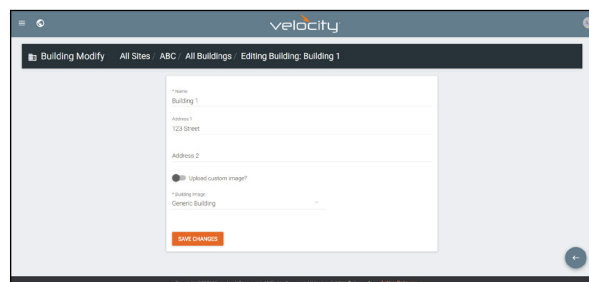 velocity
Building Modify All Sites / ABC / All Buildings / Editing Building: Building 1
* Name
Building 1
Address 1
123 Street
Address 2
Upload custom image?
* Building Image
Generic Building
SAVE CHANGES